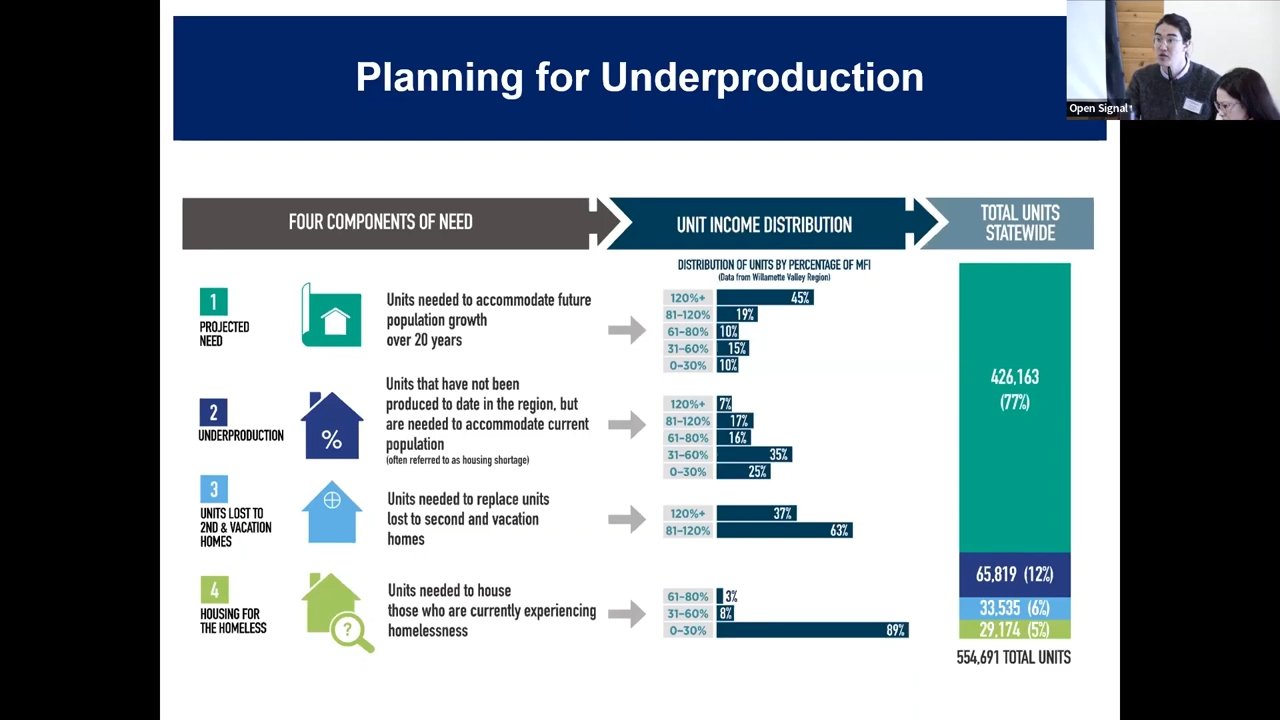 Planning for Underproduction
Open Signal
FOUR COMPONENTS OF NEED
UNIT INCOME DISTRIBUTION
TOTAL UNITS
STATEWIDE
DISTRIBUTION OF UNITS BY PERCENTAGE OF MFI
(Data from Willamette Valley Region)
1
PROJECTED
NEED
Units needed to accommodate future
population growth
over 20 years
120%+ 45%
81-120% 19%
61-80% 10%
31-60% 15%
0-30% 10%
2
UNDERPRODUCTION
%
Units that have not been
produced to date in the region, but
are needed to accommodate current
population
(often referred to as housing shortage)
120%+ 7%
81-120% 17%
61-80% 16%
31-60% 35%
0-30% 25%
3
UNITS LOST TO
2ND & VACATION
HOMES
Units needed to replace units
lost to second and vacation
homes
120%+ 37%
81-120% 63%
4
HOUSING FOR
THE HOMELESS
?
Units needed to house
those who are currently experiencing
homelessness
61-80% 3%
31-60% 8%
0-30% 89%
426,163
(77%)
65,819 (12%)
33,535 (6%)
29,174 (5%)
554,691 TOTAL UNITS